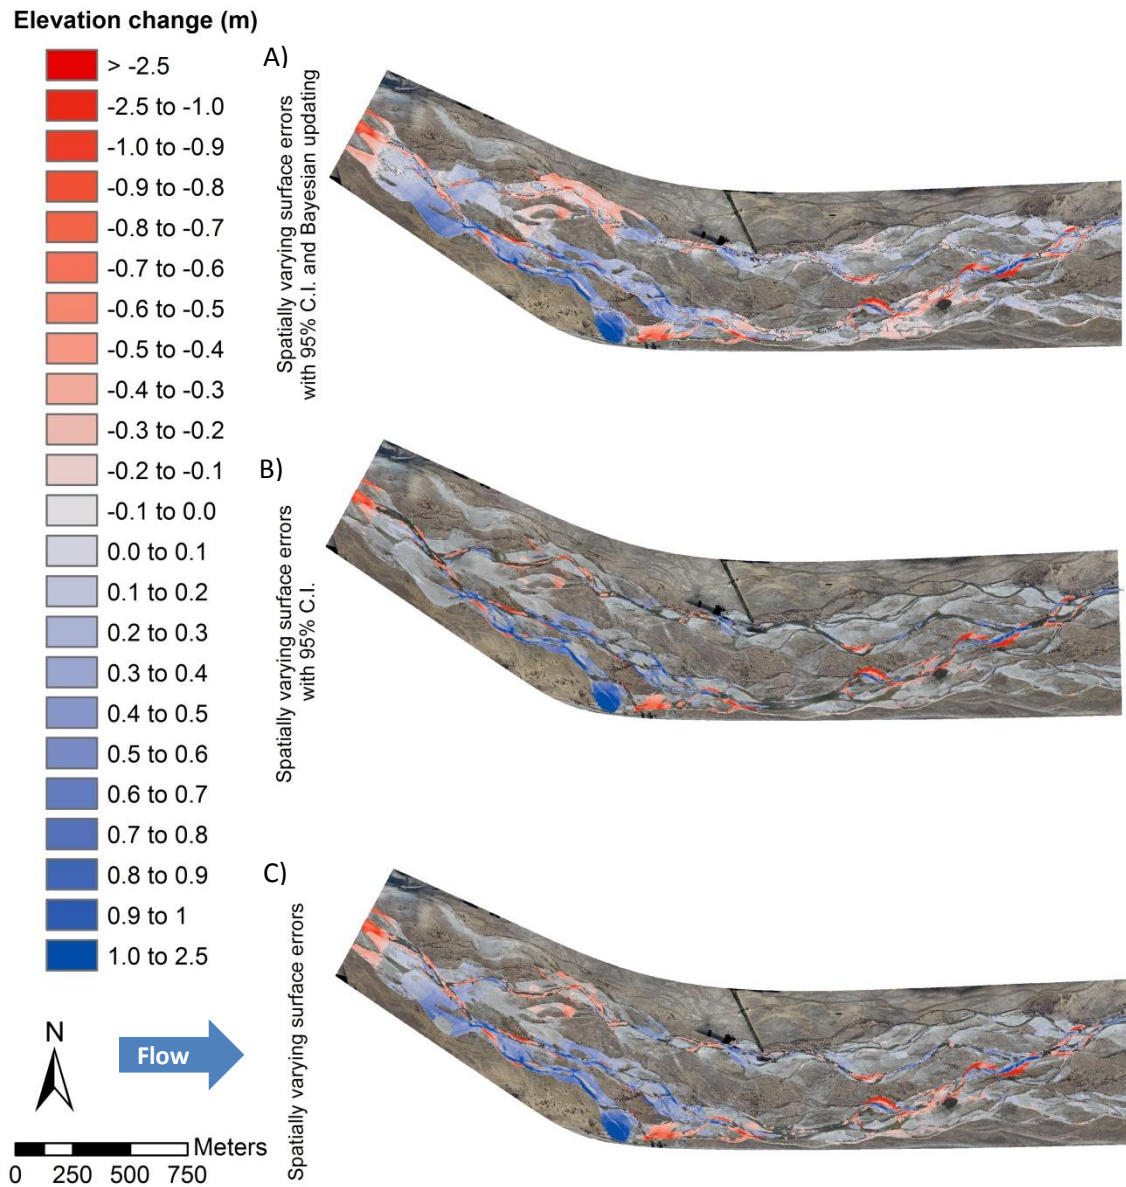 Elevation change (m)
> -2.5
-2.5 to -1.0
-1.0 to -0.9
-0.9 to -0.8
-0.8 to -0.7
-0.7 to -0.6
-0.6 to -0.5
-0.5 to -0.4
-0.4 to -0.3
-0.3 to -0.2
-0.2 to -0.1
-0.1 to 0.0
0.0 to 0.1
0.1 to 0.2
0.2 to 0.3
0.3 to 0.4
0.4 to 0.5
0.5 to 0.6
0.6 to 0.7
0.7 to 0.8
0.8 to 0.9
0.9 to 1
1.0 to 2.5
N
Flow
Meters
0 250 500 750
A)
Spatially varying surface errors
with 95% C.I. and Bayesian updating
B)
Spatially varying surface errors
with 95% C.I.
C)
Spatially varying surface errors